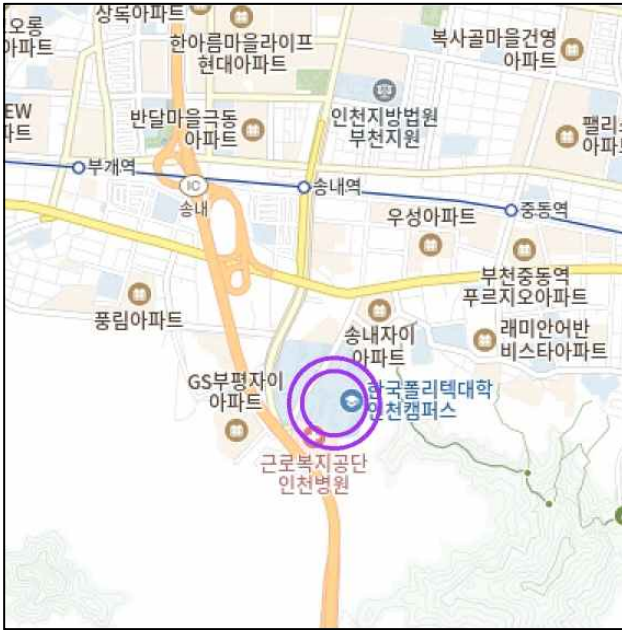 상록아파트
오롱
아파트
한아름마을라이프
현대아파트
복사골마을건영
아파트
인천지방법원
부천지원
반달마을극동
아파트
부개역
IC
송내
송내역
중동역
우성아파트
부천중동역
푸르지오아파트
풍림아파트
송내자이
아파트
래미안어반
비스타아파트
GS부평자이
아파트
한국폴리텍대학
인천캠퍼스
근로복지공단
인천병원